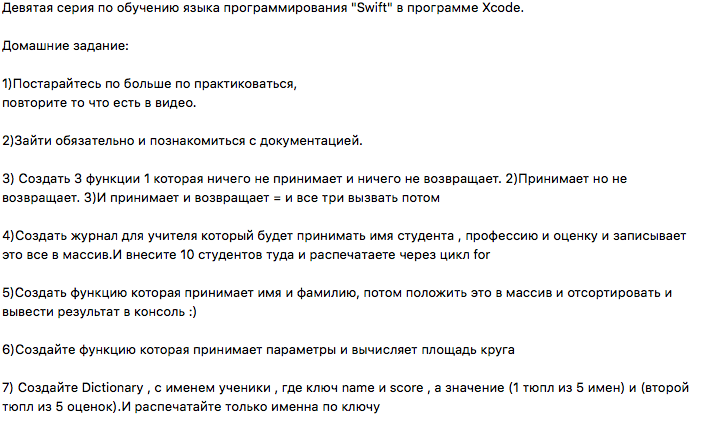 Девятая серия по обучению языка программирования "Swift" в программе Xcode.
Домашние задание:
1)Постарайтесь по больше по практиковаться,
повторите то что есть в видео.
2)Зайти обязательно и познакомиться с документацией.
3) Создать 3 функции 1 которая ничего не принимает и ничего не возвращает. 2)Принимает но не
возвращает. 3)И принимает и возвращает = и все три вызвать потом
4)Создать журнал для учителя который будет принимать имя студента , профессию и оценку и записывает
это все в массив.И внесите 10 студентов туда и распечатаете через цикл for
5)Создать функцию которая принимает имя и фамилию, потом положить это в массив и отсортировать и
вывести результат в консоль :)
6)Создайте функцию которая принимает параметры и вычисляет площадь круга
7) Создайте Dictionary , с именем ученики , где ключ name и score , а значение (1 тюпл из 5 имен) и (второй
тюпл из 5 оценок).И распечатайте только именна по ключу